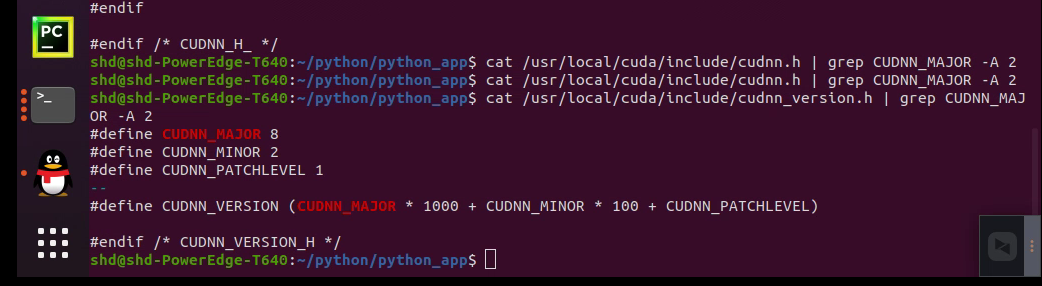 #endif
#endif /* CUDNN_H_ */
PC
shd@shd-PowerEdge-T640:~/python/python_app$ cat /usr/local/cuda/include/cudnn.h | grep CUDNN_MAJOR -A 2
shd@shd-PowerEdge-T640:~/python/python_app$ cat /usr/local/cuda/include/cudnn.h | grep CUDNN_MAJOR -A 2
shd@shd-PowerEdge-T640:~/python/python_app$ cat /usr/local/cuda/include/cudnn_version.h | grep CUDNN_MAJ
OR -A 2
#define CUDNN_MAJOR 8
#define CUDNN_MINOR 2
#define CUDNN_PATCHLEVEL 1
--
#define CUDNN_VERSION (CUDNN_MAJOR * 1000 + CUDNN_MINOR * 100 + CUDNN_PATCHLEVEL)
#endif /* CUDNN_VERSION_H */
shd@shd-PowerEdge-T640:~/python/python_app$